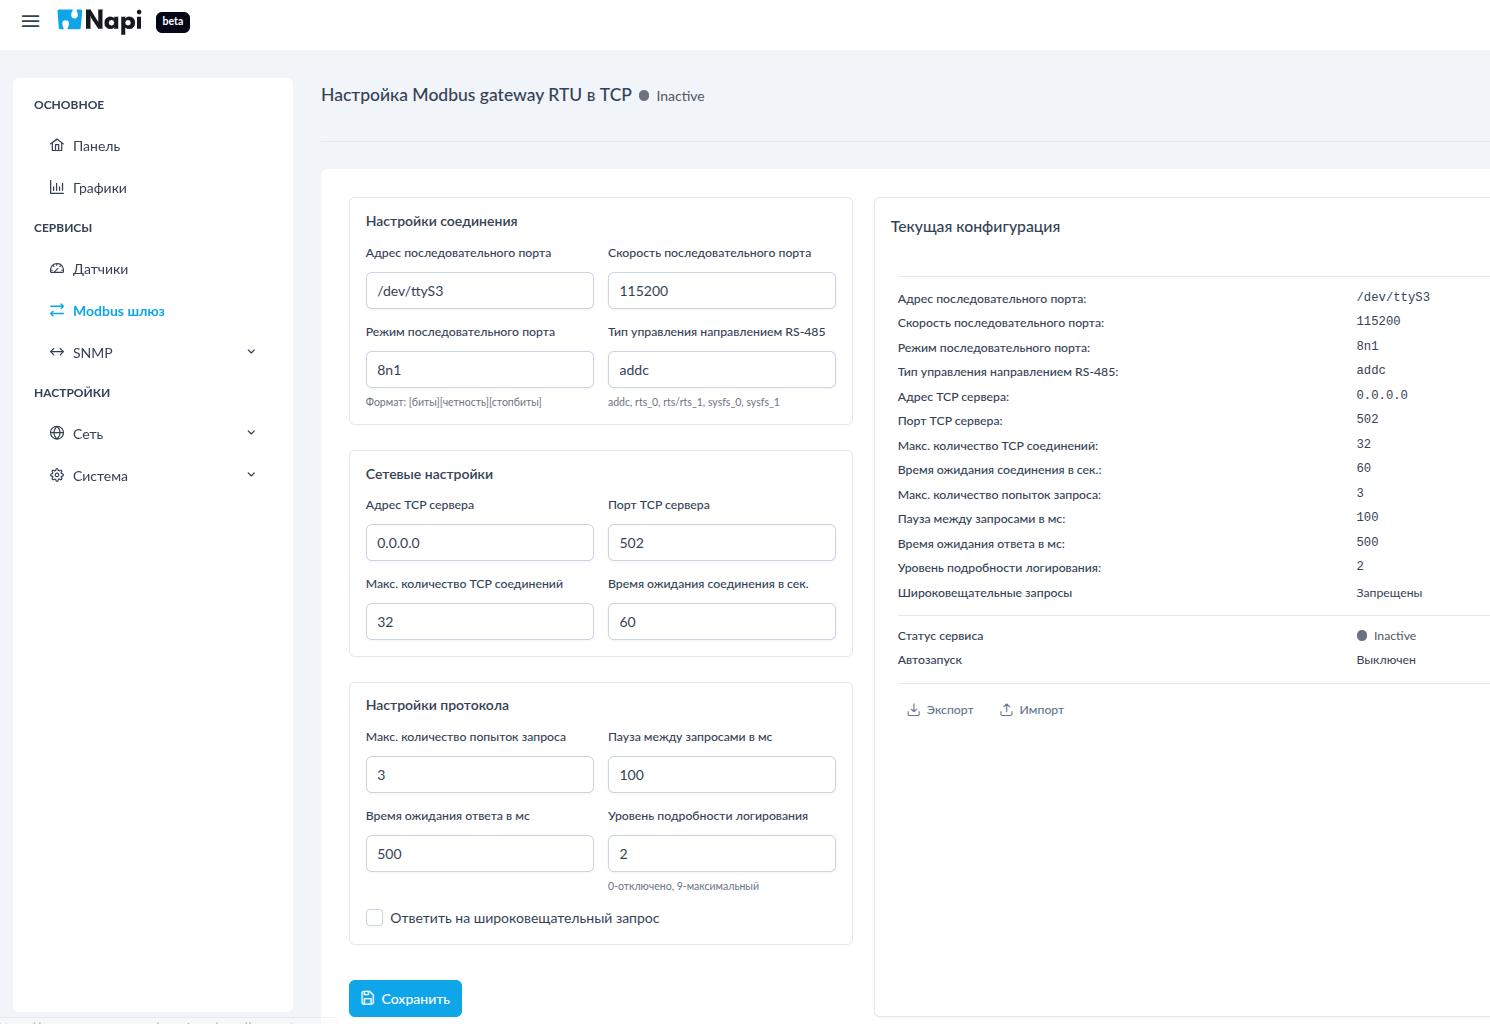 Napi beta
ОСНОВНОЕ
Панель
Графики
СЕРВИСЫ
Датчики
Modbus шлюз
SNMP
НАСТРОЙКИ
Сеть
Система
Настройка Modbus gateway RTU в TCP Inactive
Настройки соединения
Адрес последовательного порта Скорость последовательного порта
/dev/ttyS3 115200
Режим последовательного порта Тип управления направлением RS-485
8n1 addc
Формат: [биты][четность][стопбиты] addc, rts_0, rts/rts_1, sysfs_0, sysfs_1
Сетевые настройки
Адрес TCP сервера Порт TCP сервера
0.0.0.0 502
Макс. количество TCP соединений Время ожидания соединения в сек.
32 60
Настройки протокола
Макс. количество попыток запроса Пауза между запросами в мс
3 100
Время ожидания ответа в мс Уровень подробности логирования
500 2
0-отключено, 9-максимальный
Ответить на широковещательный запрос
Сохранить
Текущая конфигурация
Адрес последовательного порта: /dev/ttyS3
Скорость последовательного порта: 115200
Режим последовательного порта: 8n1
Тип управления направлением RS-485: addc
Адрес TCP сервера: 0.0.0.0
Порт TCP сервера: 502
Макс. количество TCP соединений: 32
Время ожидания соединения в сек.: 60
Макс. количество попыток запроса: 3
Пауза между запросами в мс: 100
Время ожидания ответа в мс: 500
Уровень подробности логирования: 2
Широковещательные запросы Запрещены
Статус сервиса Inactive
Автозапуск Выключен
Экспорт Импорт